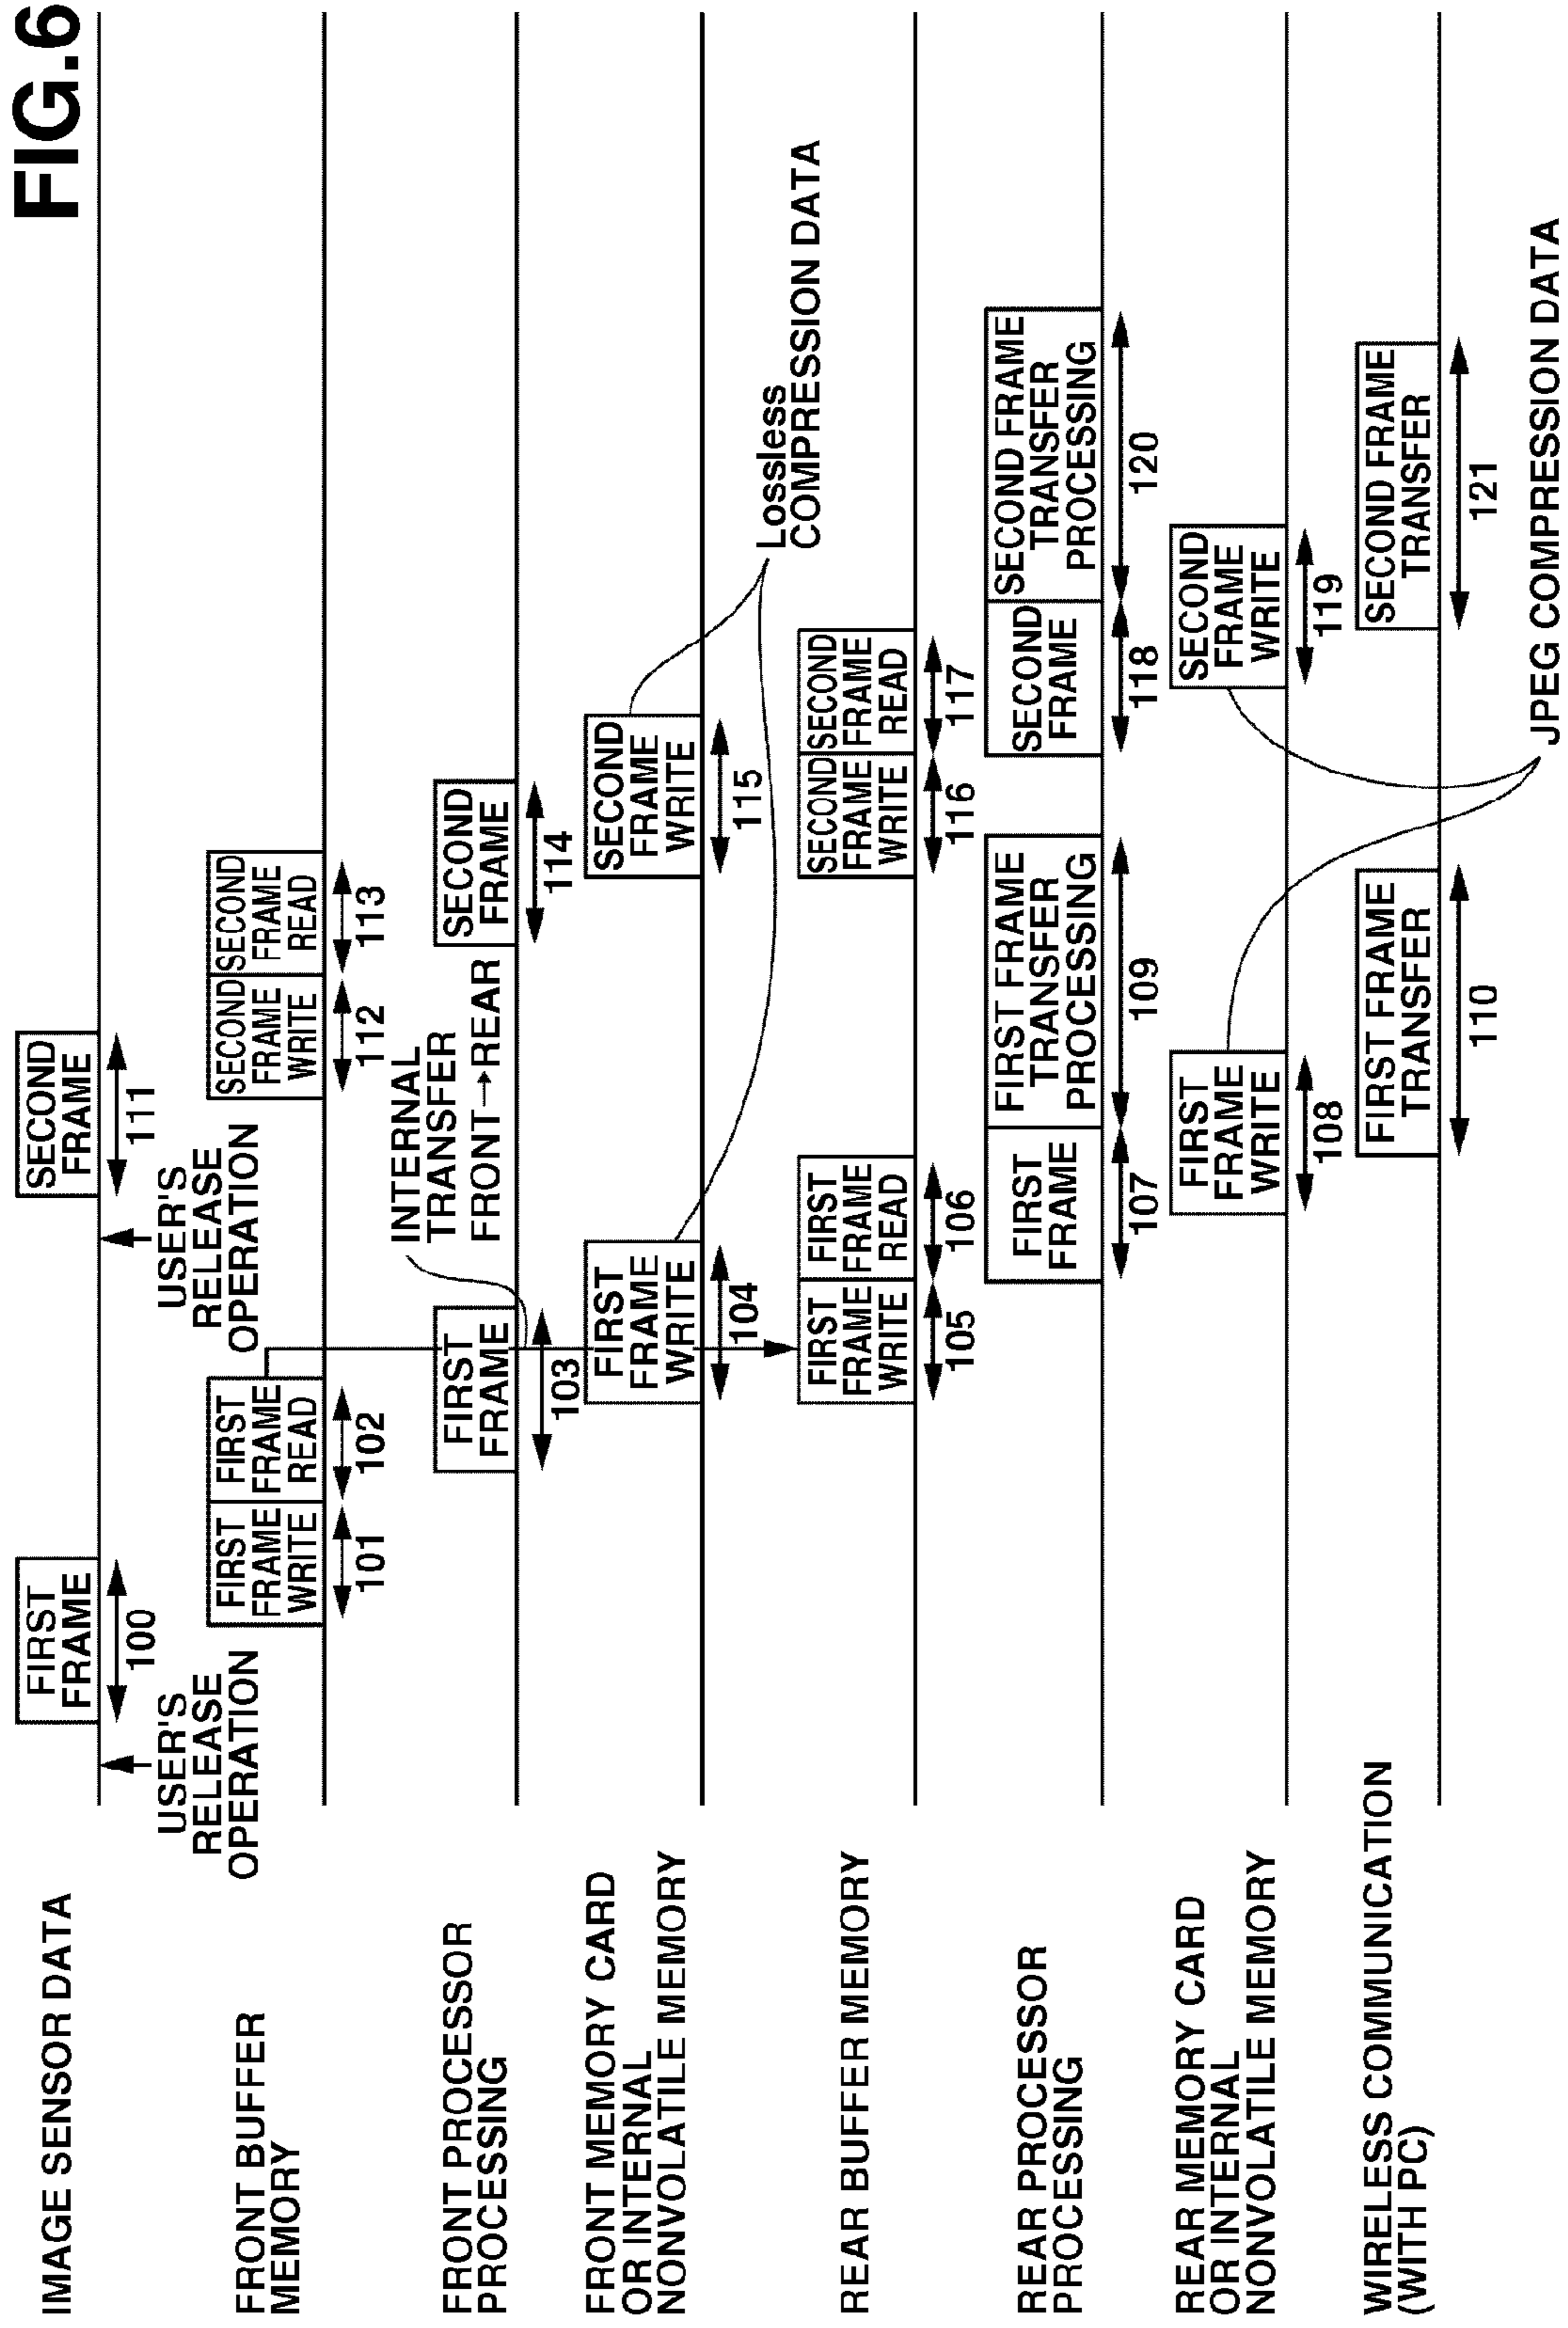 FIG.6
IMAGE SENSOR DATA
FIRST
FRAME
100
SECOND
FRAME
111
USER'S
RELEASE
OPERATION
USER'S
RELEASE
OPERATION
FRONT BUFFER
MEMORY
FIRST
FRAME
WRITE
101
FIRST
FRAME
READ
102
SECOND
FRAME
WRITE
112
SECOND
FRAME
READ
113
INTERNAL
TRANSFER
FRONT→REAR
FRONT PROCESSOR
PROCESSING
FIRST
FRAME
103
SECOND
FRAME
114
FRONT MEMORY CARD
OR INTERNAL
NONVOLATILE MEMORY
FIRST
FRAME
WRITE
104
SECOND
FRAME
WRITE
115
Lossless
COMPRESSION DATA
REAR BUFFER MEMORY
FIRST
FRAME
WRITE
105
FIRST
FRAME
READ
106
SECOND
FRAME
WRITE
116
SECOND
FRAME
READ
117
REAR PROCESSOR
PROCESSING
FIRST
FRAME
107
FIRST FRAME
TRANSFER
PROCESSING
109
SECOND
FRAME
118
SECOND FRAME
TRANSFER
PROCESSING
120
REAR MEMORY CARD
OR INTERNAL
NONVOLATILE MEMORY
FIRST
FRAME
WRITE
108
SECOND
FRAME
WRITE
119
WIRELESS COMMUNICATION
(WITH PC)
FIRST FRAME
TRANSFER
110
SECOND FRAME
TRANSFER
121
JPEG COMPRESSION DATA